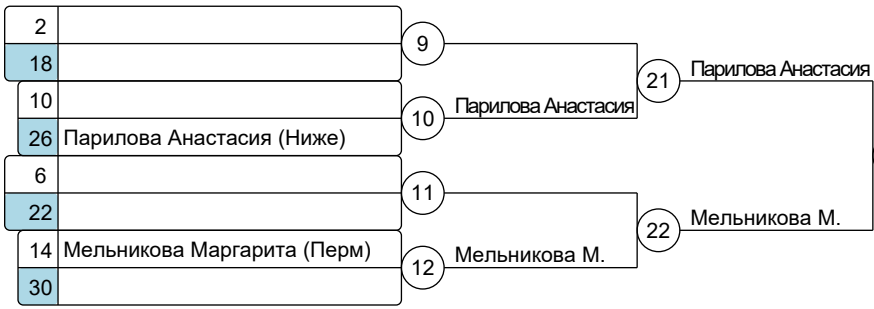 2
9
18
21 Парилова Анастасия
10
10 Парилова Анастасия
26 Парилова Анастасия (Ниже)
6
11
22
22 Мельникова М.
14 Мельникова Маргарита (Перм)
12 Мельникова М.
30